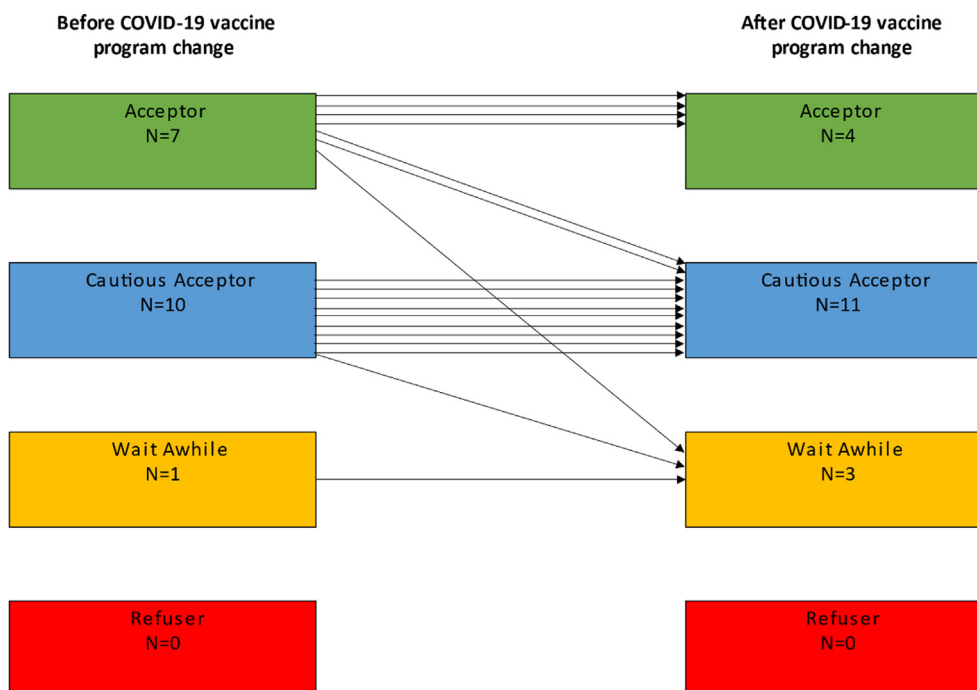 Before COVID-19 vaccine
program change
After COVID-19 vaccine
program change
Acceptor
N=7
Acceptor
N=4
Cautious Acceptor
N=10
Cautious Acceptor
N=11
Wait Awhile
N=1
Wait Awhile
N=3
Refuser
N=0
Refuser
N=0